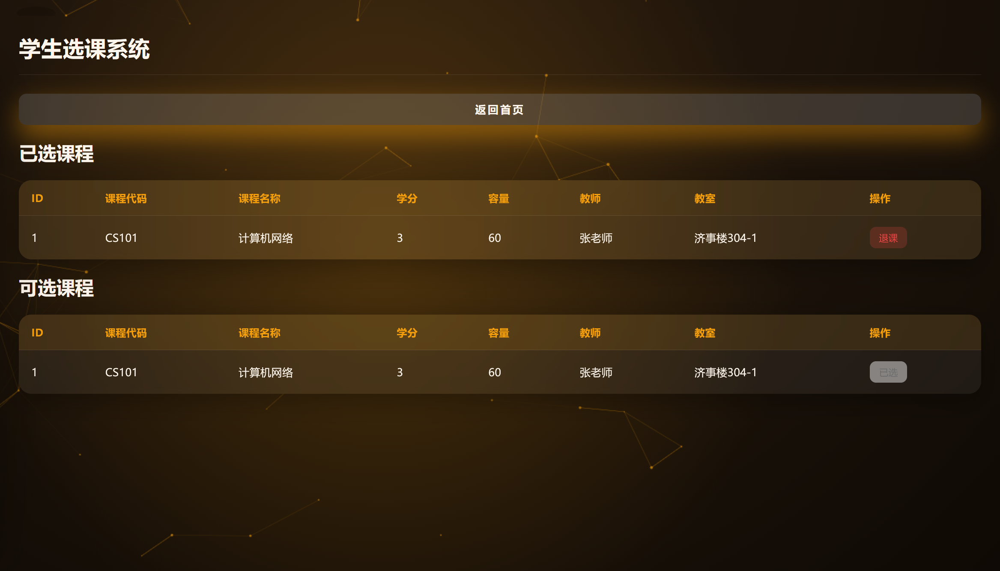 学生选课系统
返回首页
已选课程
ID 课程代码 课程名称 学分 容量 教师 教室 操作
1 CS101 计算机网络 3 60 张老师 济事楼304-1 退课
可选课程
ID 课程代码 课程名称 学分 容量 教师 教室 操作
1 CS101 计算机网络 3 60 张老师 济事楼304-1 已选